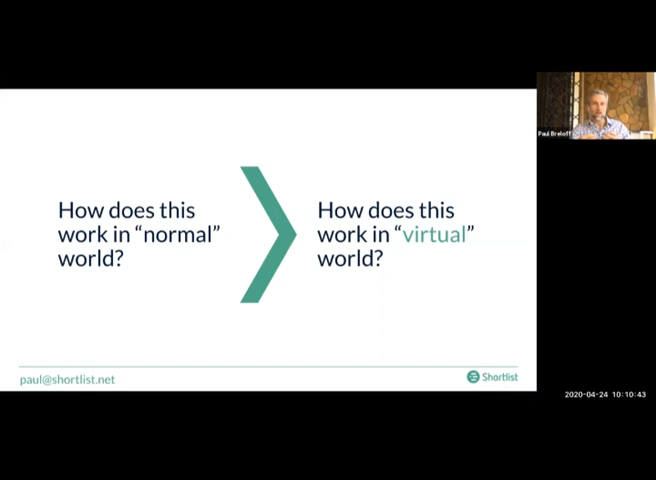 How does this
work in “normal”
world?
How does this
work in “virtual”
world?
paul@shortlist.net
Shortlist
Paul Breloff
2020-04-24 10:10:43